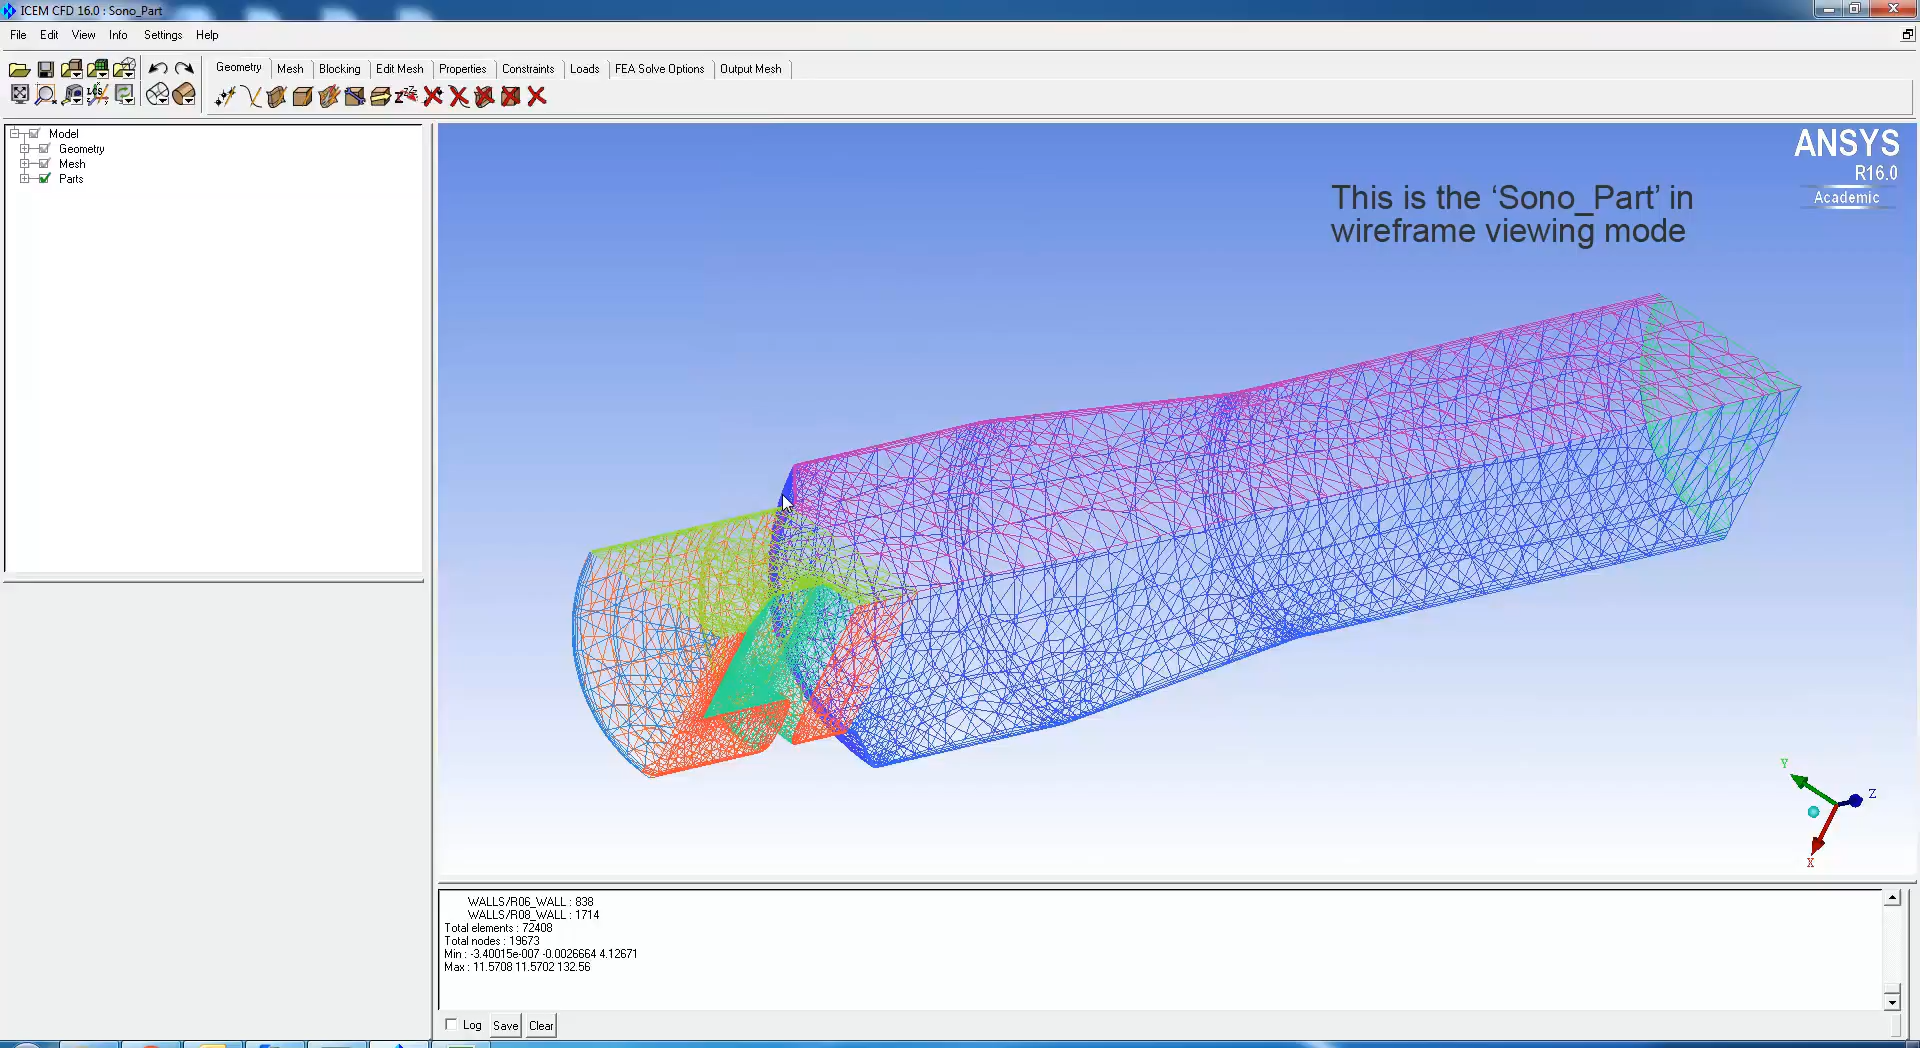 ICEM CFD 16.0 : Sono_Part
File Edit View Info Settings Help
Geometry Mesh Blocking Edit Mesh Properties Constraints Loads FEA Solve Options Output Mesh
LCS
Model
Geometry
Mesh
Parts
ANSYS
R16.0
Academic
This is the ‘Sono_Part’ in
wireframe viewing mode
Y
Z
X
WALLS/R06_WALL : 838
WALLS/R08_WALL : 1714
Total elements : 72408
Total nodes : 19673
Min : -3.40015e-007 -0.0026664 4.12671
Max : 11.5708 11.5702 132.56
Log Save Clear